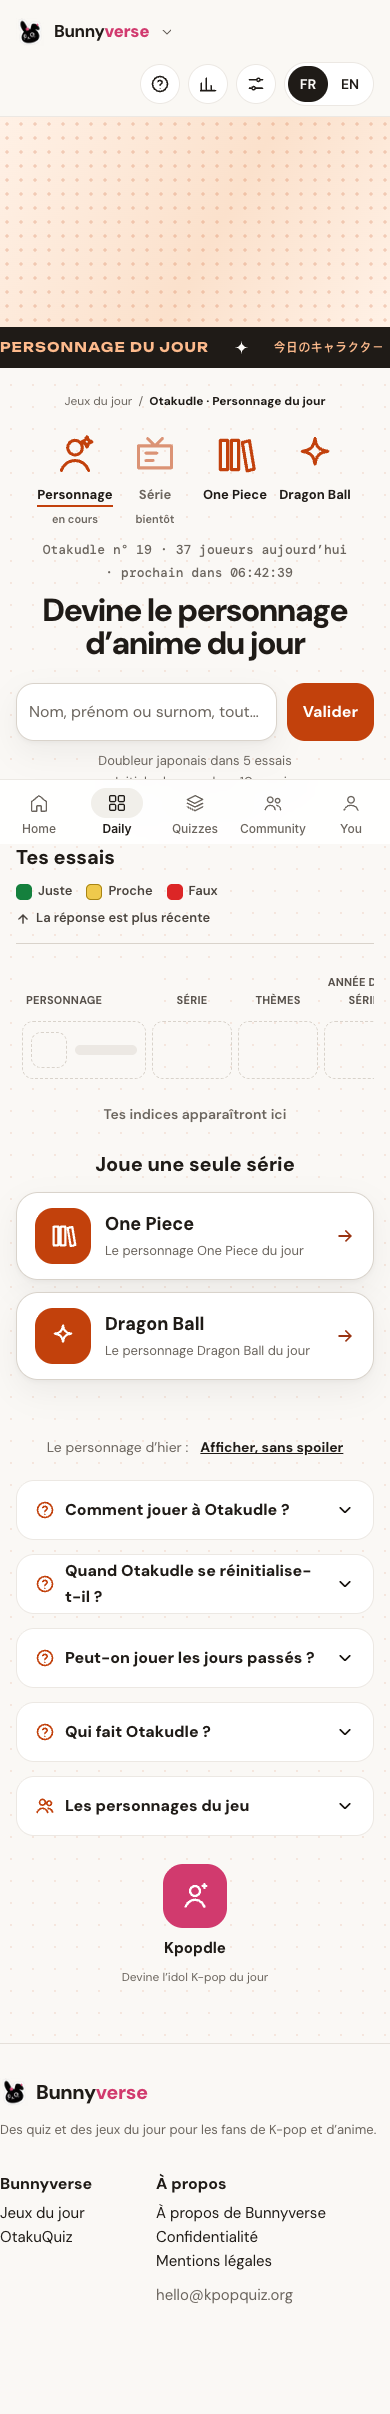 Bunnyverse
FR EN
PERSONNAGE DU JOUR ✦ 今日のキャラクター
Jeux du jour / Otakudle · Personnage du jour
Personnage Série One Piece Dragon Ball
en cours bientôt
Otakudle n° 19 · 37 joueurs aujourd’hui
· prochain dans 06:42:39
Devine le personnage
d’anime du jour
Nom, prénom ou surnom, tout… Valider
Doubleur japonais dans 5 essais
Home Daily Quizzes Community You
Tes essais
Juste Proche Faux
↑ La réponse est plus récente
ANNÉE D
PERSONNAGE SÉRIE THÈMES SÉRI
Tes indices apparaîtront ici
Joue une seule série
One Piece
Le personnage One Piece du jour
Dragon Ball
Le personnage Dragon Ball du jour
Le personnage d’hier : Afficher, sans spoiler
Comment jouer à Otakudle ?
Quand Otakudle se réinitialise-
t-il ?
Peut-on jouer les jours passés ?
Qui fait Otakudle ?
Les personnages du jeu
Kpopdle
Devine l’idol K-pop du jour
Bunnyverse
Des quiz et des jeux du jour pour les fans de K-pop et d’anime.
Bunnyverse À propos
Jeux du jour À propos de Bunnyverse
OtakuQuiz Confidentialité
Mentions légales
hello@kpopquiz.org